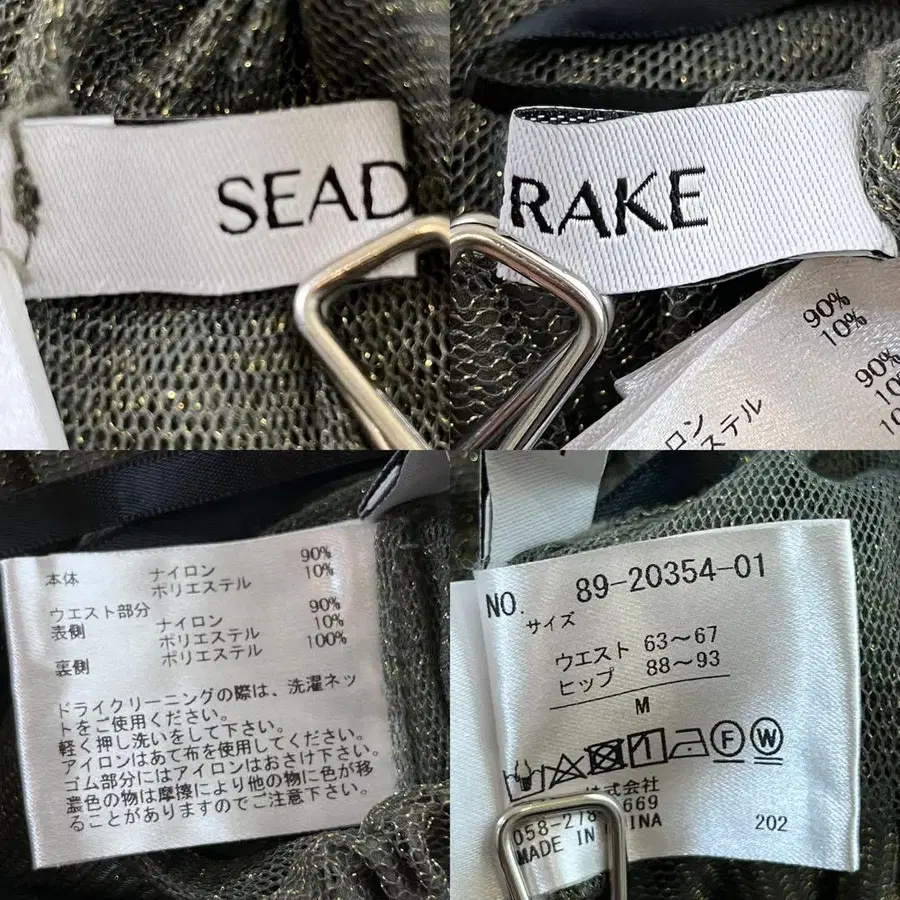 SEAD
RAKE
90%
10%
90%
ナイロン 90%
本体 ポリエステル 10%
ウエスト部分
表側 ナイロン 90%
ポリエステル 10%
裏側 ポリエステル 100%
ドライクリーニングの際は、洗濯ネッ
トをご使用ください。
軽く押し洗いをして下さい。
アイロンはあて布を使用してください。
ゴム部分にはアイロンはおさけ下さい。
濃色の物は摩擦により他の物に色が移
ることがありますのでご注意下さい。
NO. 89-20354-01
サイズ
ウエスト 63〜67
ヒップ 88〜93
M
F W
株式会社
058-278 669
MADE IN CHINA 202